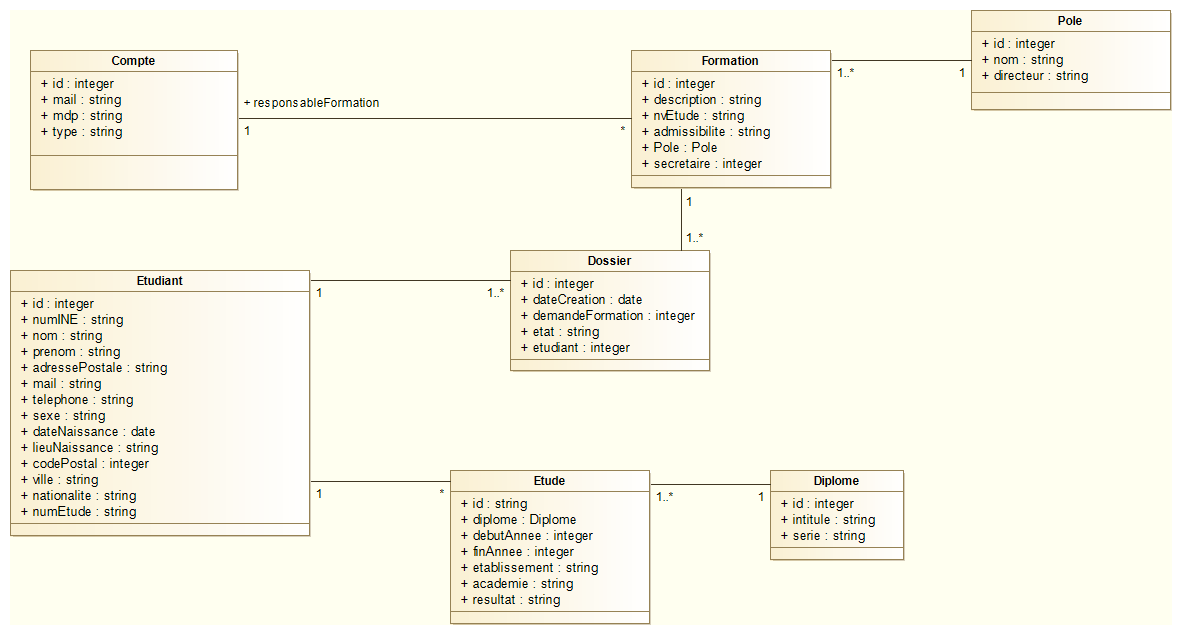 Pole
+ id : integer
+ nom : string
+ directeur : string
Compte
+ id : integer
+ mail : string
+ mdp : string
+ type : string
+ responsableFormation
1
*
Formation
+ id : integer
+ description : string
+ nvEtude : string
+ admissibilite : string
+ Pole : Pole
+ secretaire : integer
1..*
1
1
1..*
Dossier
+ id : integer
+ dateCreation : date
+ demandeFormation : integer
+ etat : string
+ etudiant : integer
Etudiant
+ id : integer
+ numINE : string
+ nom : string
+ prenom : string
+ adressePostale : string
+ mail : string
+ telephone : string
+ sexe : string
+ dateNaissance : date
+ lieuNaissance : string
+ codePostal : integer
+ ville : string
+ nationalite : string
+ numEtude : string
1
1..*
1
*
Etude
+ id : string
+ diplome : Diplome
+ debutAnnee : integer
+ finAnnee : integer
+ etablissement : string
+ academie : string
+ resultat : string
1..*
1
Diplome
+ id : integer
+ intitule : string
+ serie : string